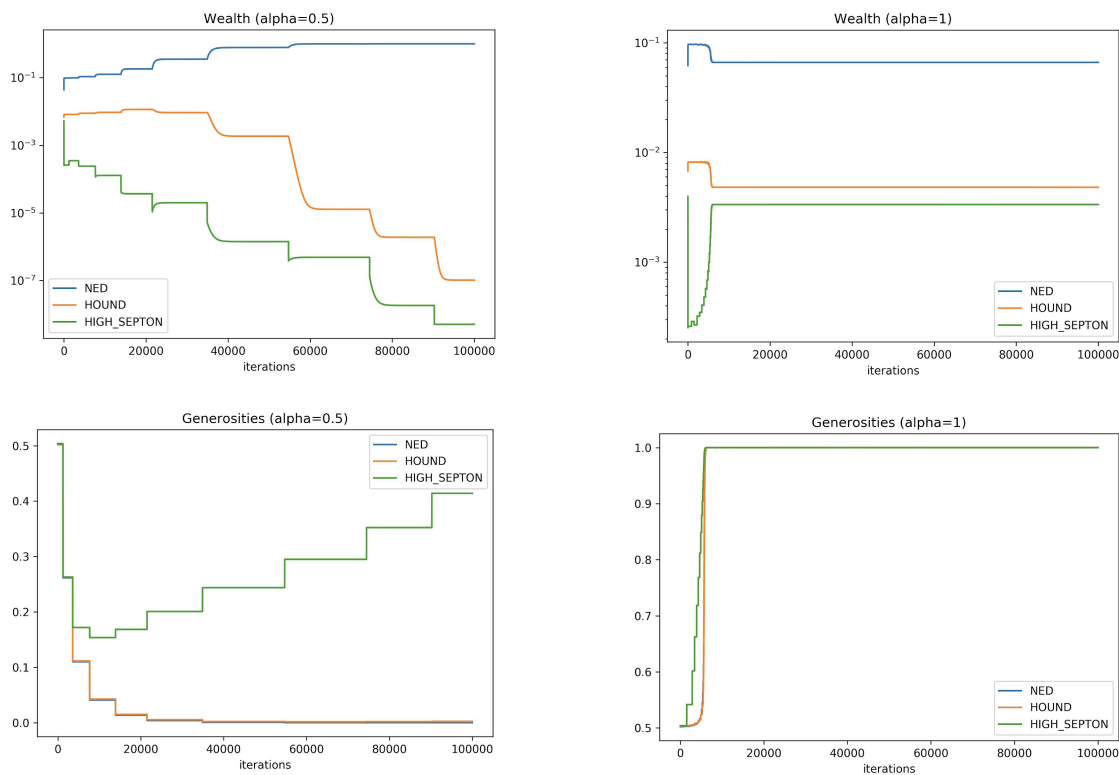 Wealth (alpha=0.5)
10⁻¹
10⁻³
10⁻⁵
10⁻⁷
NED
HOUND
HIGH_SEPTON
0 20000 40000 60000 80000 100000
iterations
Wealth (alpha=1)
10⁻¹
10⁻²
10⁻³
NED
HOUND
HIGH_SEPTON
0 20000 40000 60000 80000 100000
iterations
Generosities (alpha=0.5)
0.5
0.4
0.3
0.2
0.1
0.0
NED
HOUND
HIGH_SEPTON
0 20000 40000 60000 80000 100000
iterations
Generosities (alpha=1)
1.0
0.9
0.8
0.7
0.6
0.5
NED
HOUND
HIGH_SEPTON
0 20000 40000 60000 80000 100000
iterations